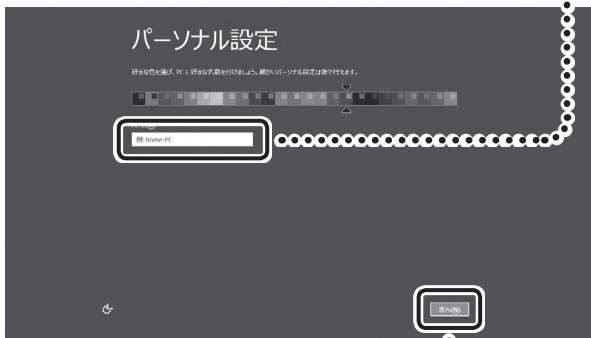 パーソナル設定
好きな色を選び、PC に好きな名前を付けましょう。細かいパーソナル設定は後で行えます。
例: home-PC
次へ(N)